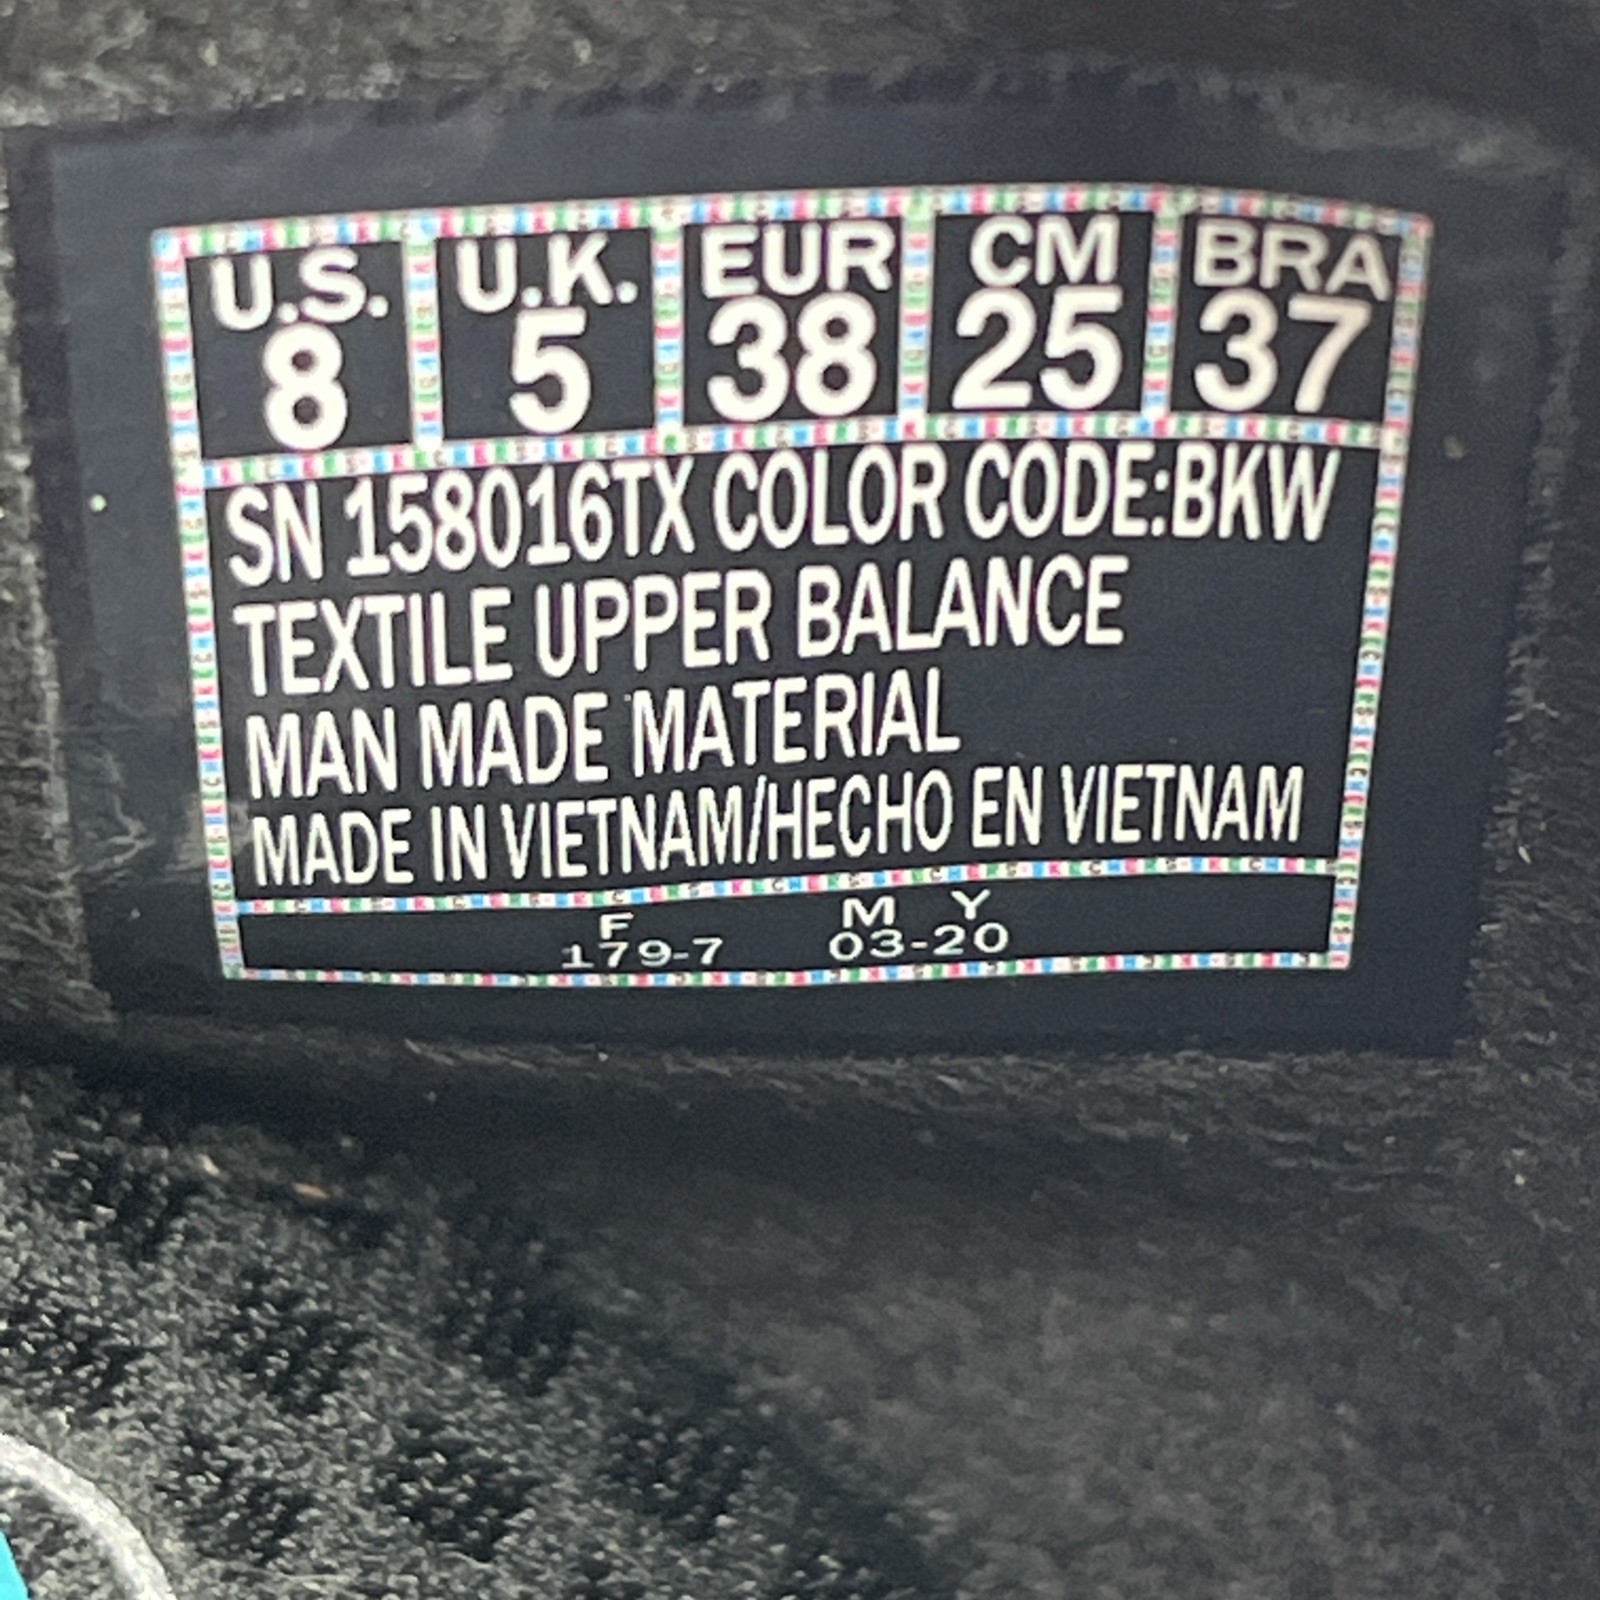 U.S. U.K. EUR CM BRA
8 5 38 25 37
SN 158016TX COLOR CODE:BKW
TEXTILE UPPER BALANCE
MAN MADE MATERIAL
MADE IN VIETNAM/HECHO EN VIETNAM
F M Y
179-7 03-20